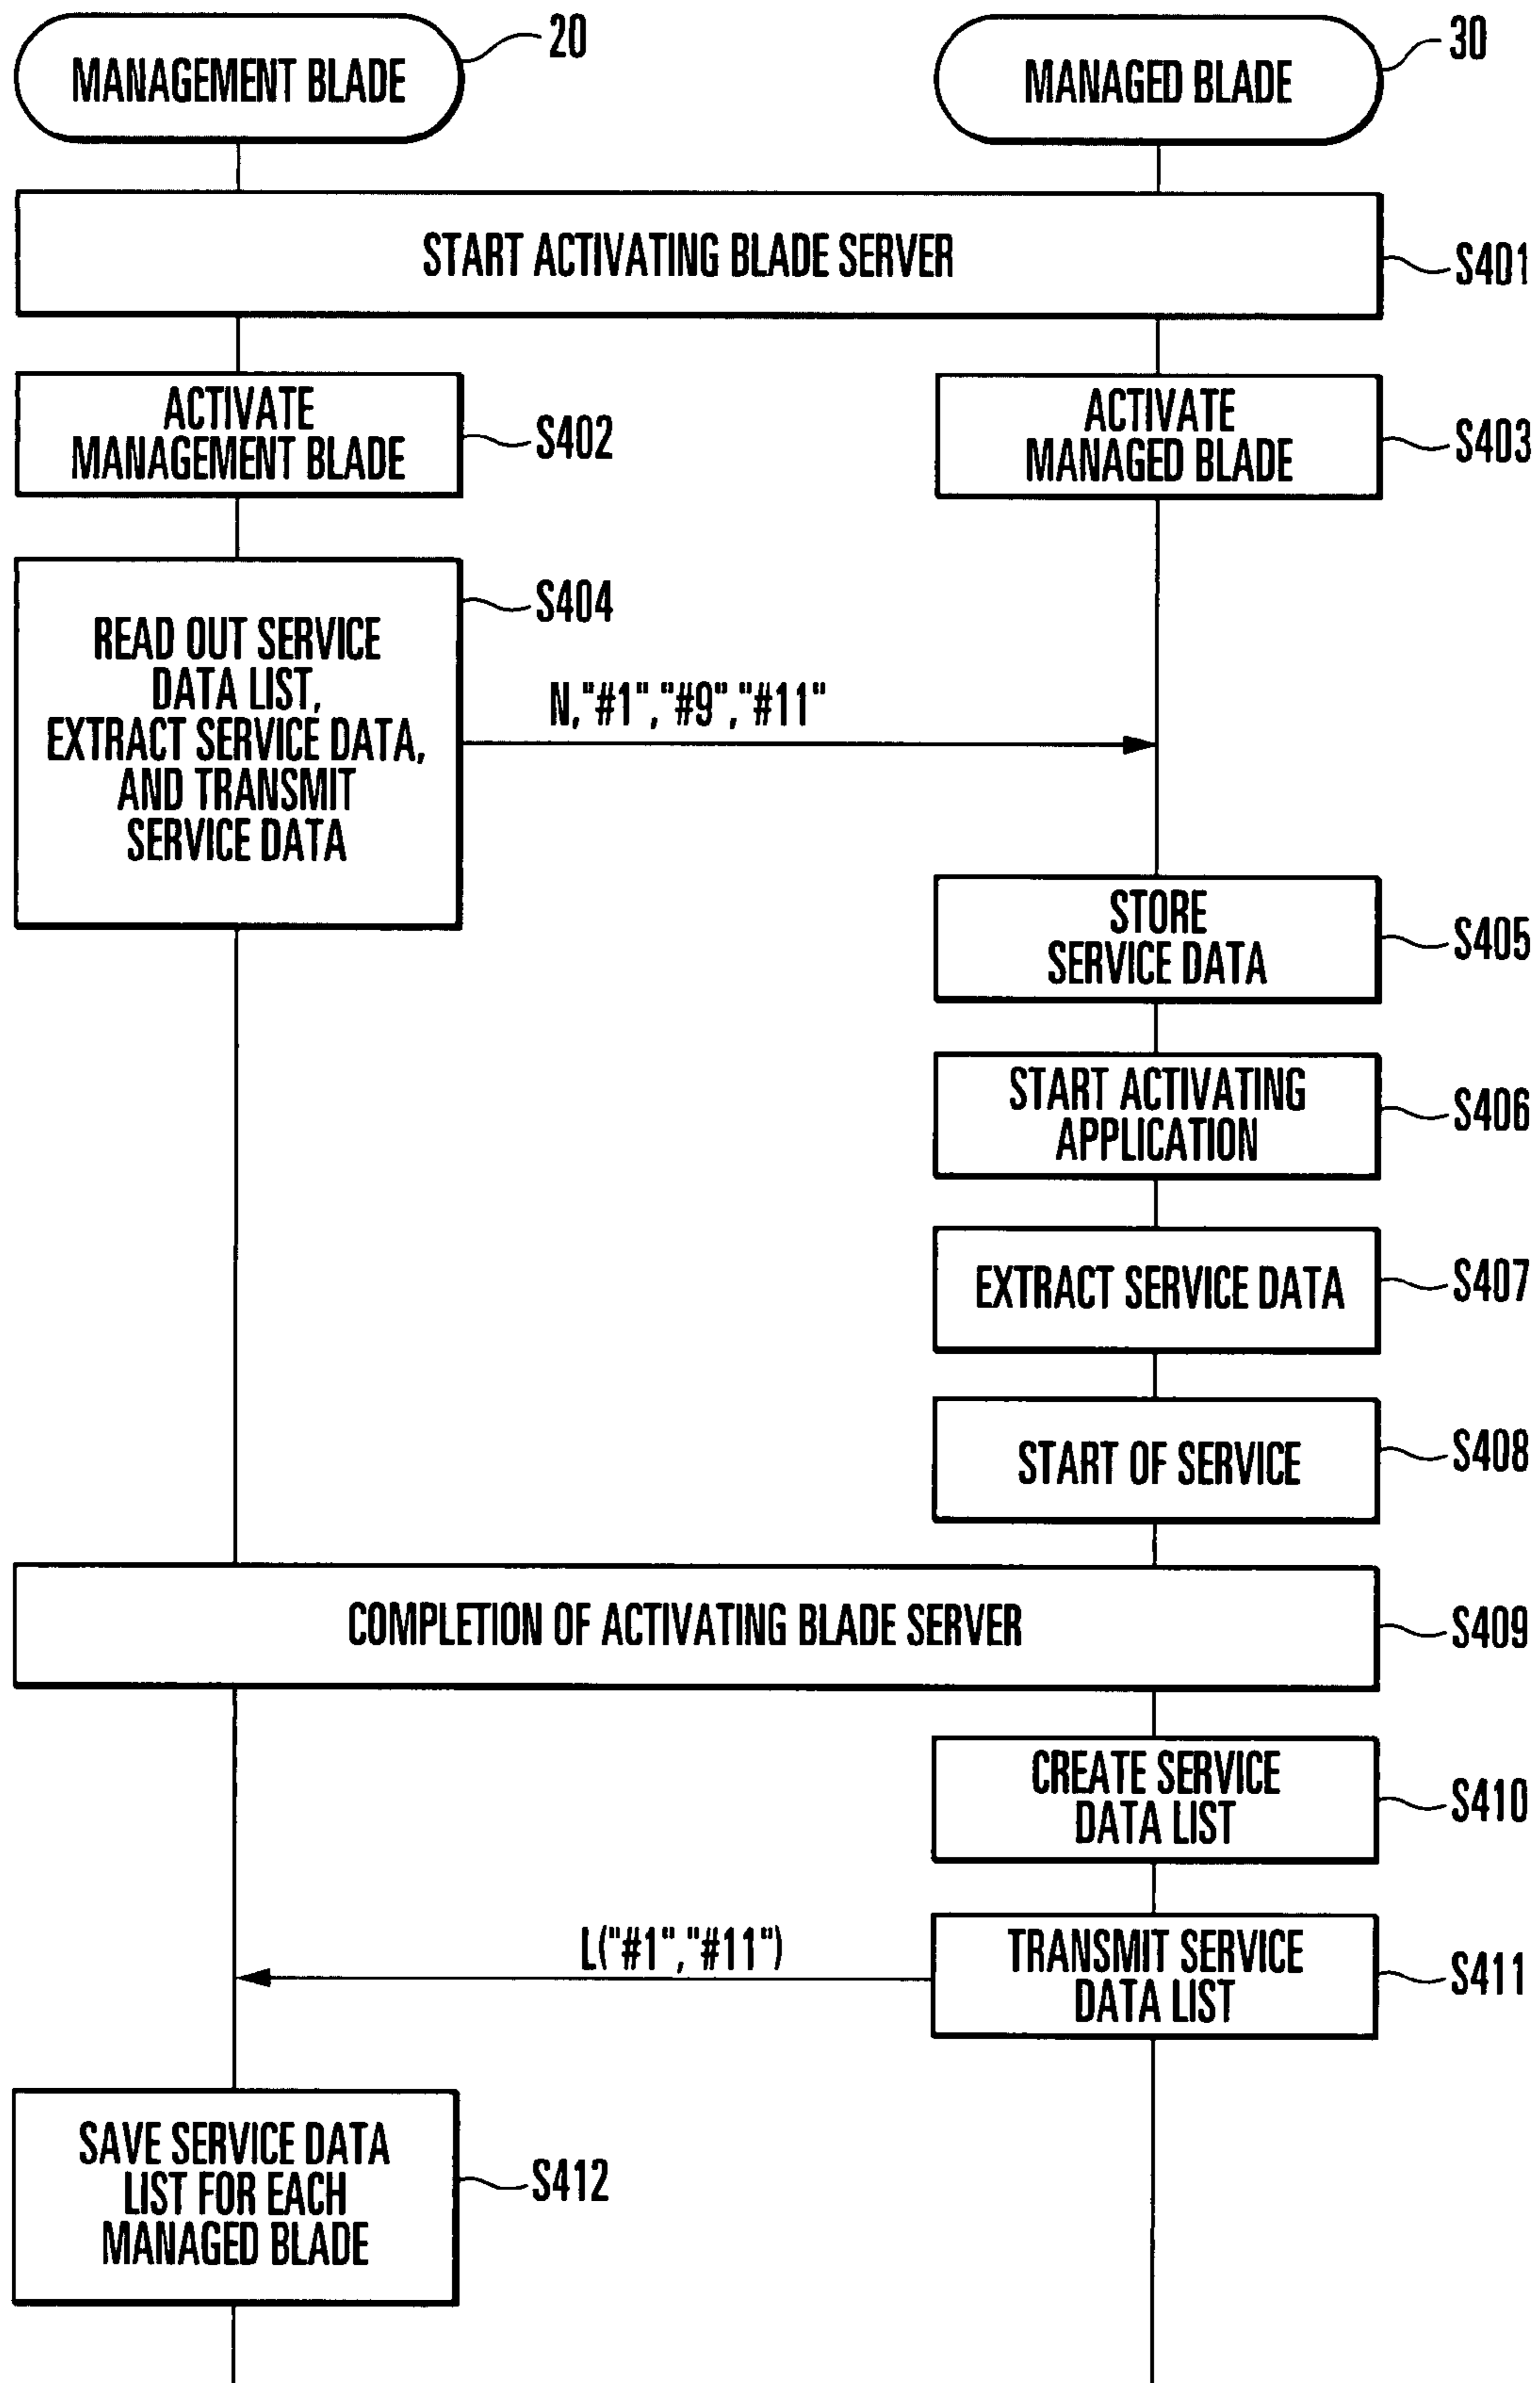 MANAGEMENT BLADE
20
MANAGED BLADE
30
START ACTIVATING BLADE SERVER
S401
ACTIVATE
MANAGEMENT BLADE
S402
ACTIVATE
MANAGED BLADE
S403
READ OUT SERVICE
DATA LIST,
EXTRACT SERVICE DATA,
AND TRANSMIT
SERVICE DATA
S404
N,"#1","#9","#11"
STORE
SERVICE DATA
S405
START ACTIVATING
APPLICATION
S406
EXTRACT SERVICE DATA
S407
START OF SERVICE
S408
COMPLETION OF ACTIVATING BLADE SERVER
S409
CREATE SERVICE
DATA LIST
S410
L("#1","#11")
TRANSMIT SERVICE
DATA LIST
S411
SAVE SERVICE DATA
LIST FOR EACH
MANAGED BLADE
S412